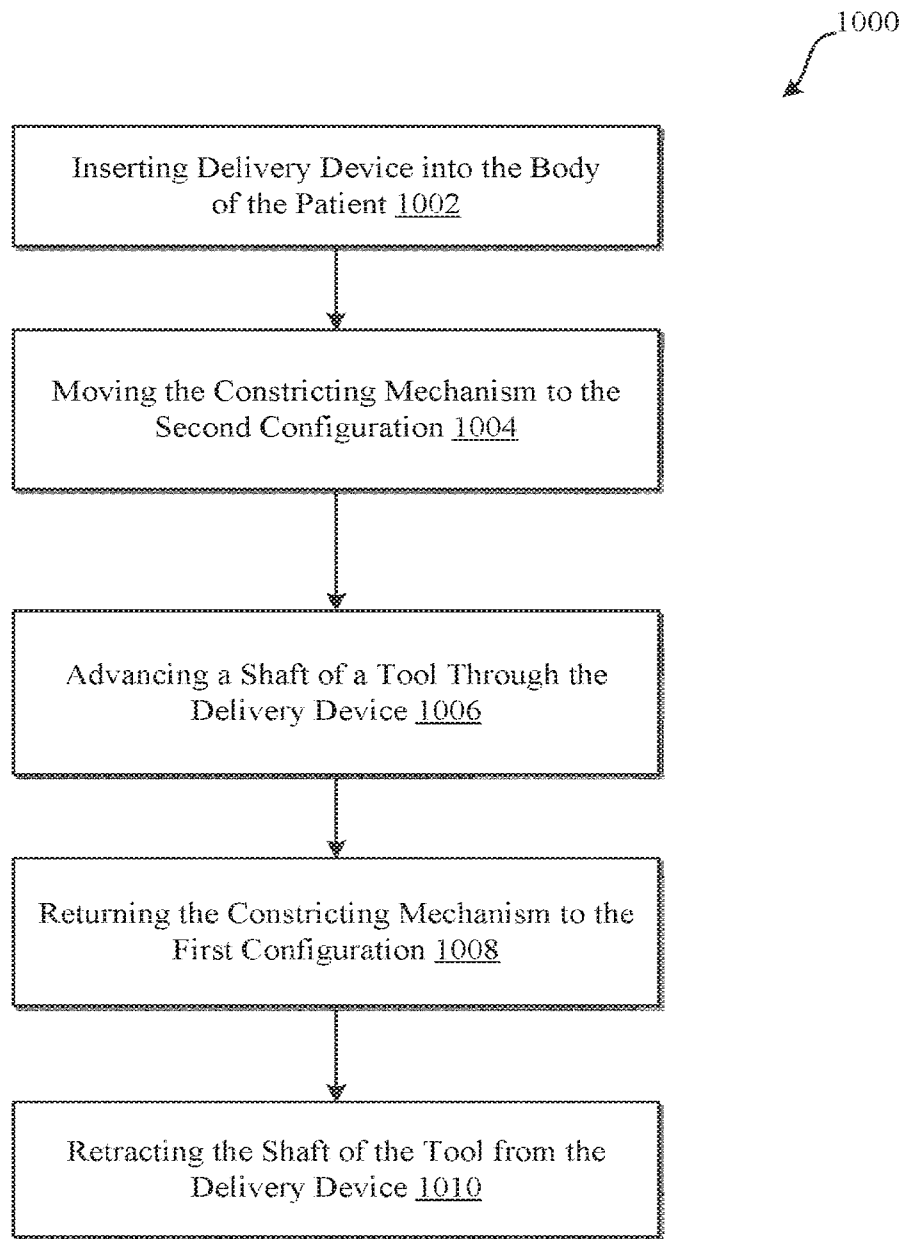 1000
Inserting Delivery Device into the Body
of the Patient 1002
Moving the Constricting Mechanism to the
Second Configuration 1004
Advancing a Shaft of a Tool Through the
Delivery Device 1006
Returning the Constricting Mechanism to the
First Configuration 1008
Retracting the Shaft of the Tool from the
Delivery Device 1010